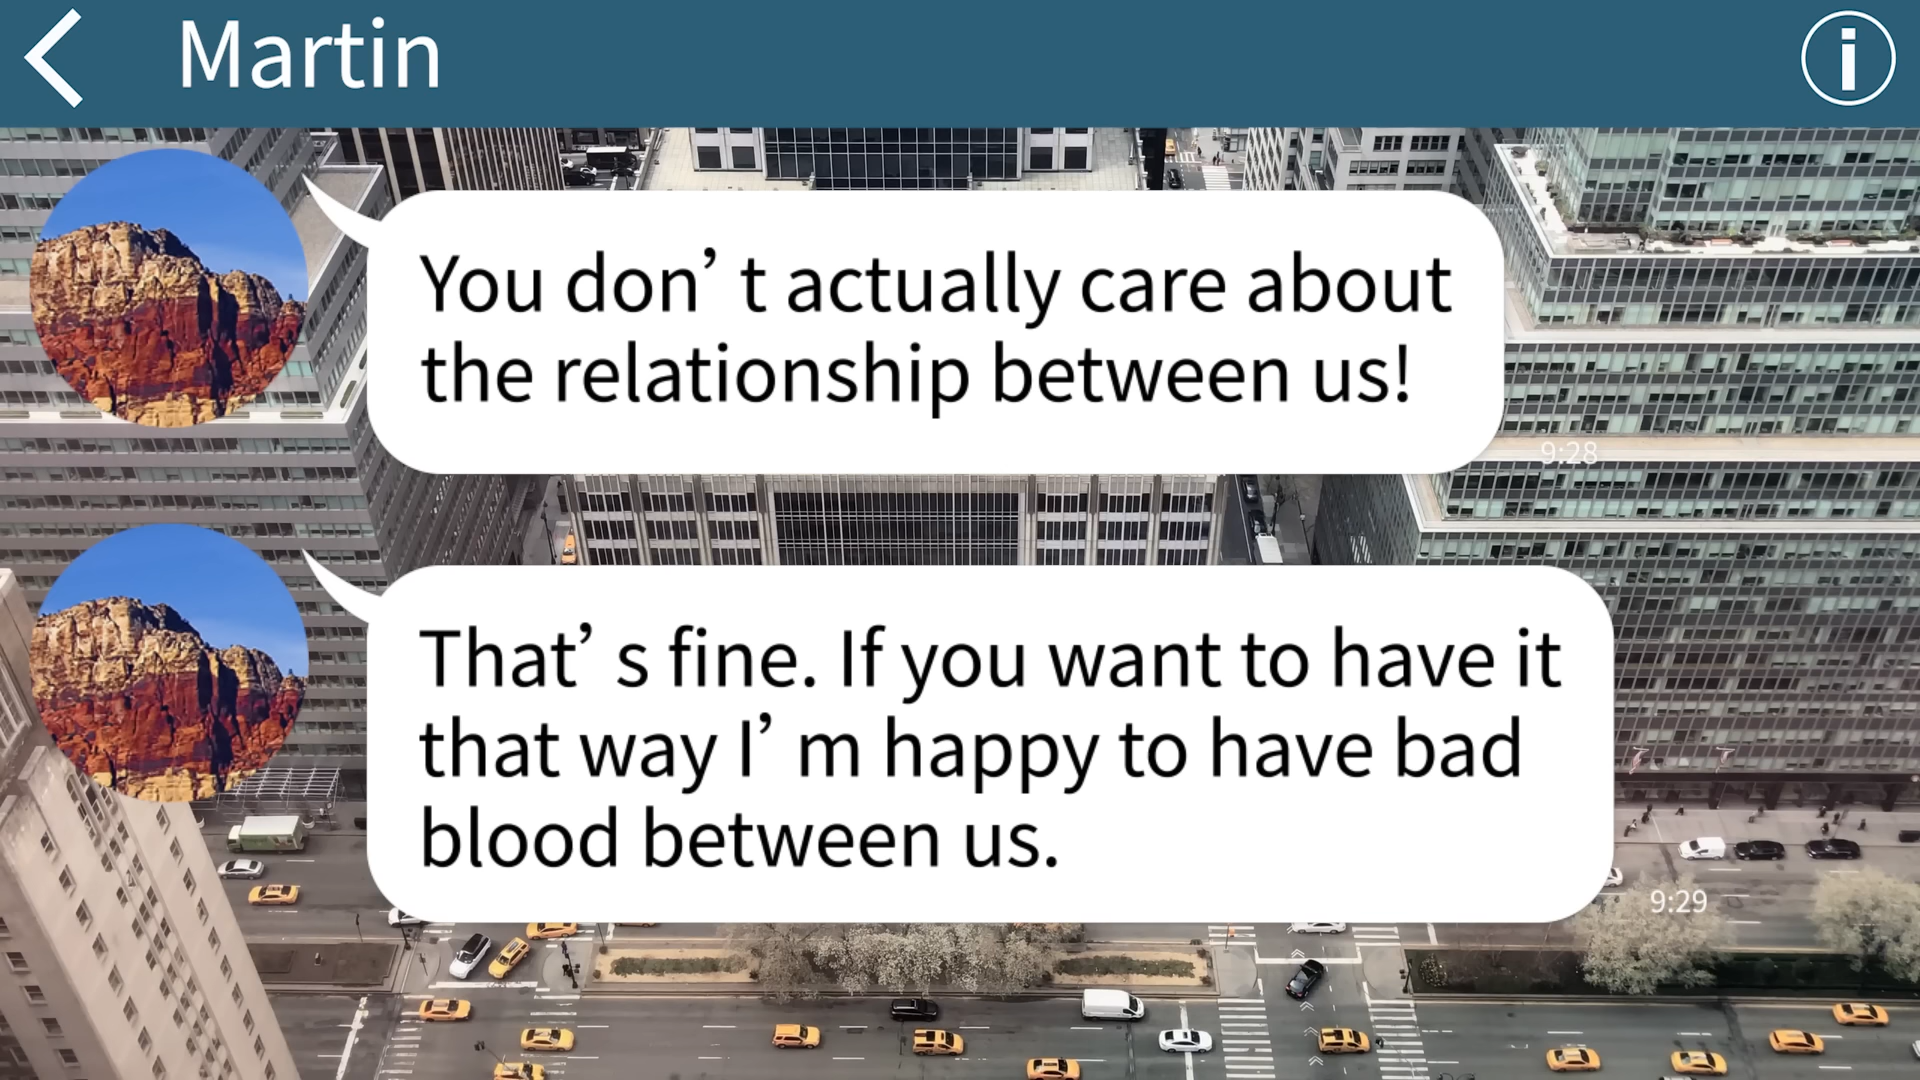 Martin
You don’t actually care about
the relationship between us!
9:28
That’s fine. If you want to have it
that way I’m happy to have bad
blood between us.
9:29